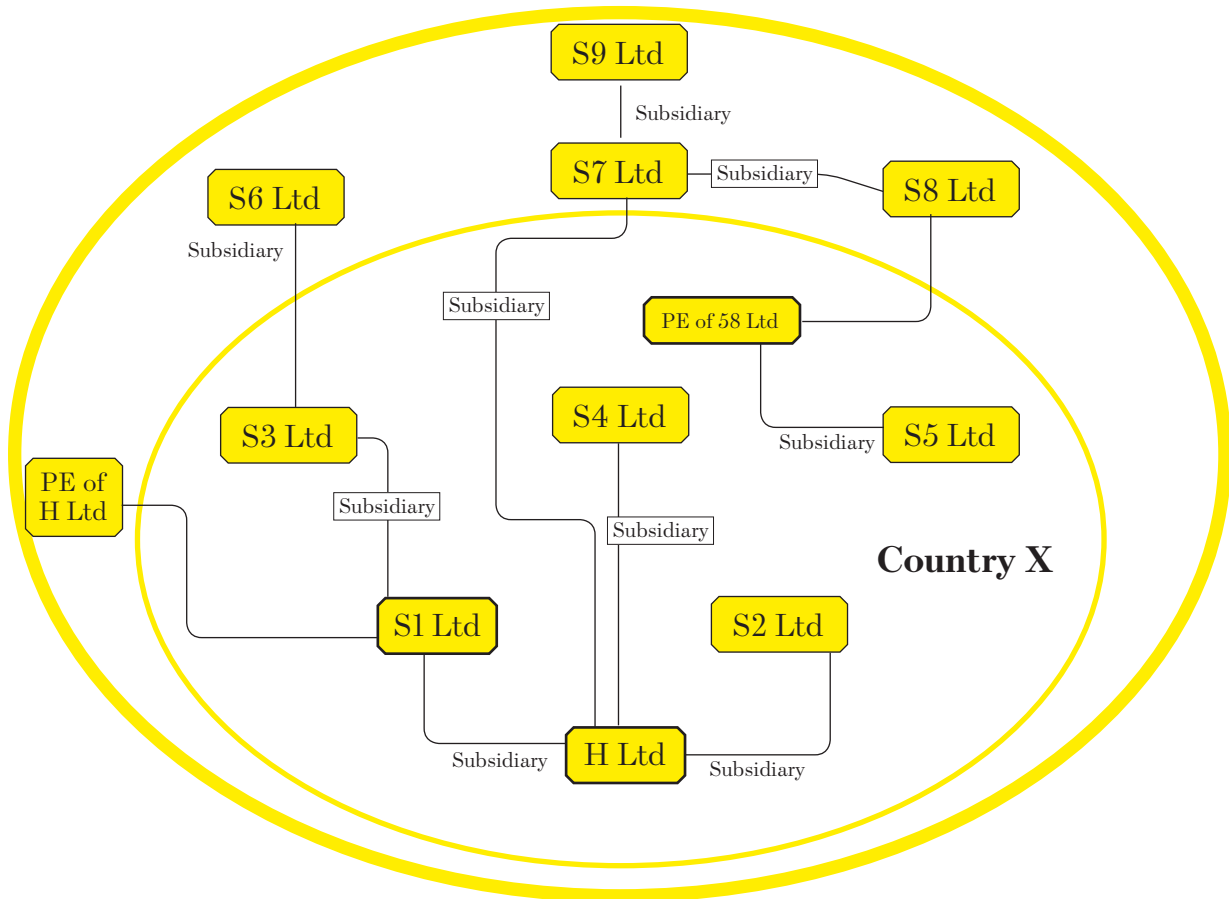 S9 Ltd
Subsidiary
S7 Ltd
Subsidiary
S8 Ltd
S6 Ltd
Subsidiary
Subsidiary
PE of 58 Ltd
S4 Ltd
S3 Ltd
S5 Ltd
Subsidiary
PE of
H Ltd
Subsidiary
Subsidiary
Country X
S1 Ltd
S2 Ltd
Subsidiary
H Ltd
Subsidiary